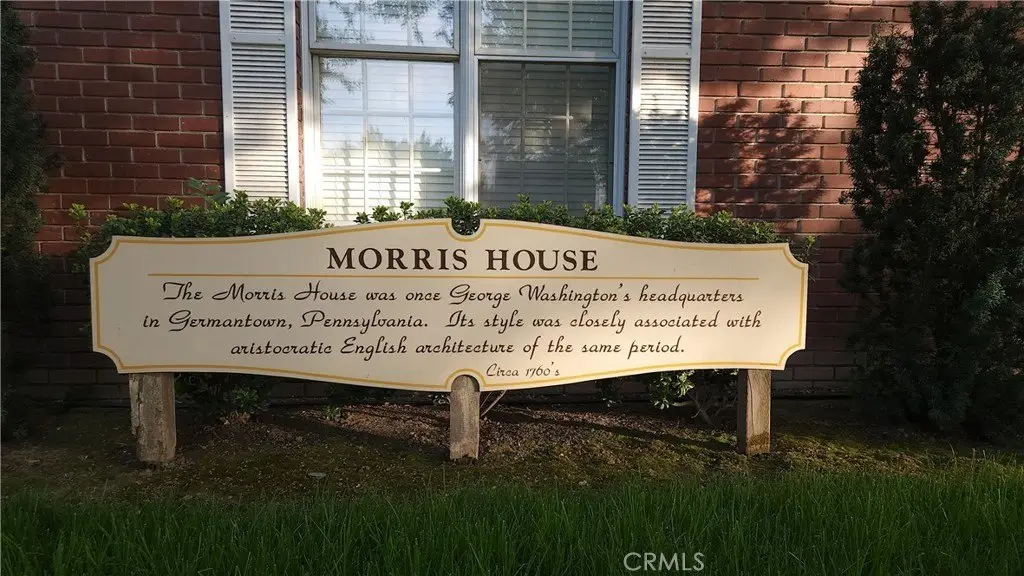 MORRIS HOUSE
The Morris House was once George Washington's headquarters
in Germantown, Pennsylvania. Its style was closely associated with
aristocratic English architecture of the same period.
Circa 1760's
CRMLS